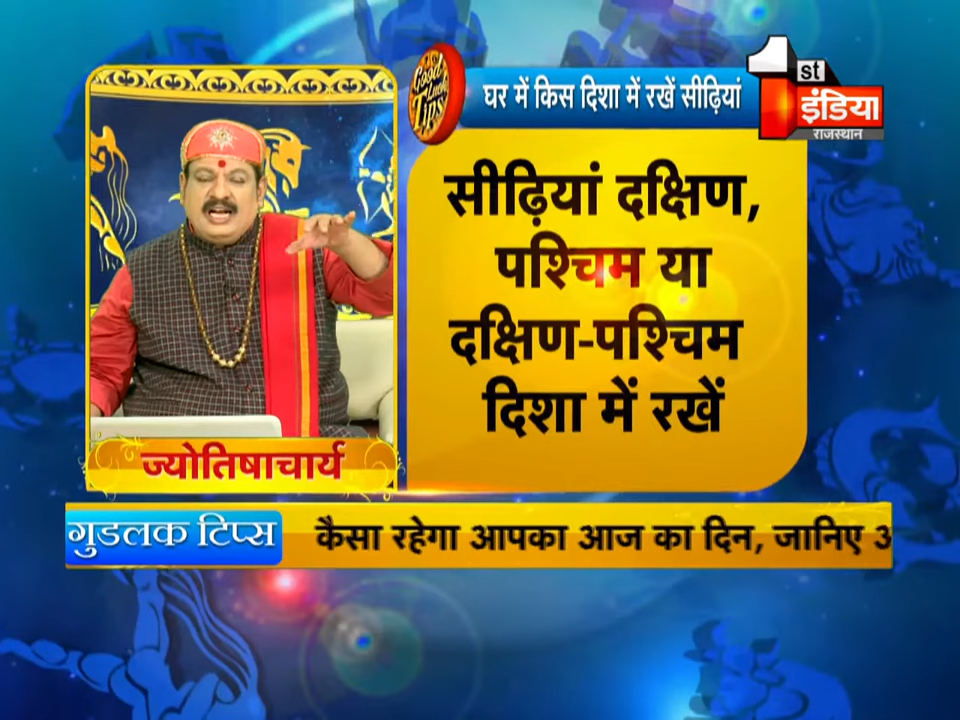 Good
Luck
Tips
घर में किस दिशा में रखें सीढ़ियां
1st
इंडिया
राजस्थान
सीढ़ियां दक्षिण,
पश्चिम या
दक्षिण-पश्चिम
दिशा में रखें
ज्योतिषाचार्य
गुडलक टिप्स
कैसा रहेगा आपका आज का दिन, जानिए